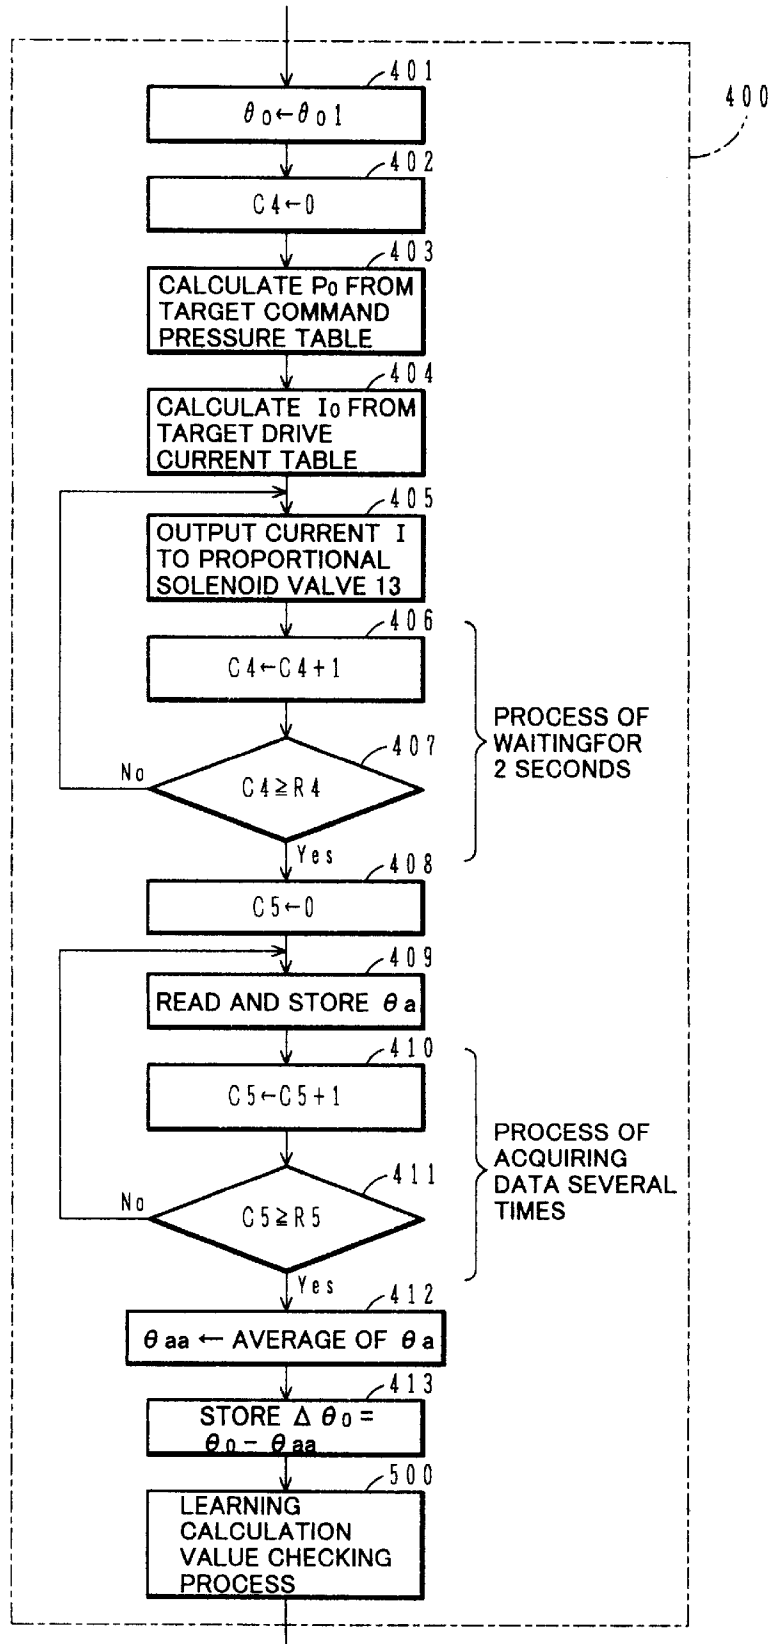 401
θ0←θ01
400
402
C4←0
403
CALCULATE P0 FROM
TARGET COMMAND
PRESSURE TABLE
404
CALCULATE I0 FROM
TARGET DRIVE
CURRENT TABLE
405
OUTPUT CURRENT I
TO PROPORTIONAL
SOLENOID VALVE 13
406
C4←C4+1
PROCESS OF
WAITINGFOR
2 SECONDS
407
No
C4≧R4
Yes
408
C5←0
409
READ AND STORE θa
410
C5←C5+1
PROCESS OF
ACQUIRING
DATA SEVERAL
TIMES
411
No
C5≧R5
Yes
412
θaa ← AVERAGE OF θa
413
STORE Δθ0=
θ0－θaa
500
LEARNING
CALCULATION
VALUE CHECKING
PROCESS